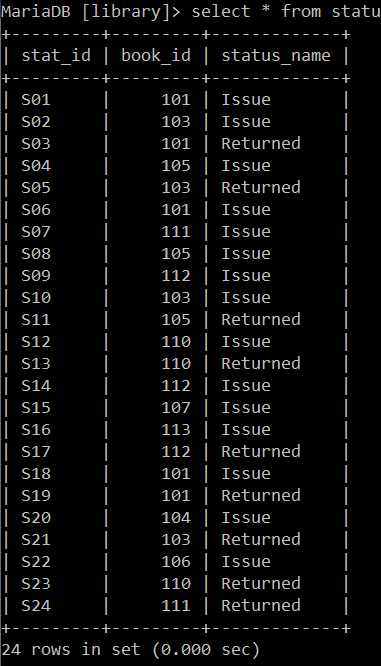 MariaDB [library]> select * from statu
+---------+---------+-------------+
| stat_id | book_id | status_name |
+---------+---------+-------------+
| S01     |     101 | Issue       |
| S02     |     103 | Issue       |
| S03     |     101 | Returned    |
| S04     |     105 | Issue       |
| S05     |     103 | Returned    |
| S06     |     101 | Issue       |
| S07     |     111 | Issue       |
| S08     |     105 | Issue       |
| S09     |     112 | Issue       |
| S10     |     103 | Issue       |
| S11     |     105 | Returned    |
| S12     |     110 | Issue       |
| S13     |     110 | Returned    |
| S14     |     112 | Issue       |
| S15     |     107 | Issue       |
| S16     |     113 | Issue       |
| S17     |     112 | Returned    |
| S18     |     101 | Issue       |
| S19     |     101 | Returned    |
| S20     |     104 | Issue       |
| S21     |     103 | Returned    |
| S22     |     106 | Issue       |
| S23     |     110 | Returned    |
| S24     |     111 | Returned    |
+---------+---------+-------------+
24 rows in set (0.000 sec)